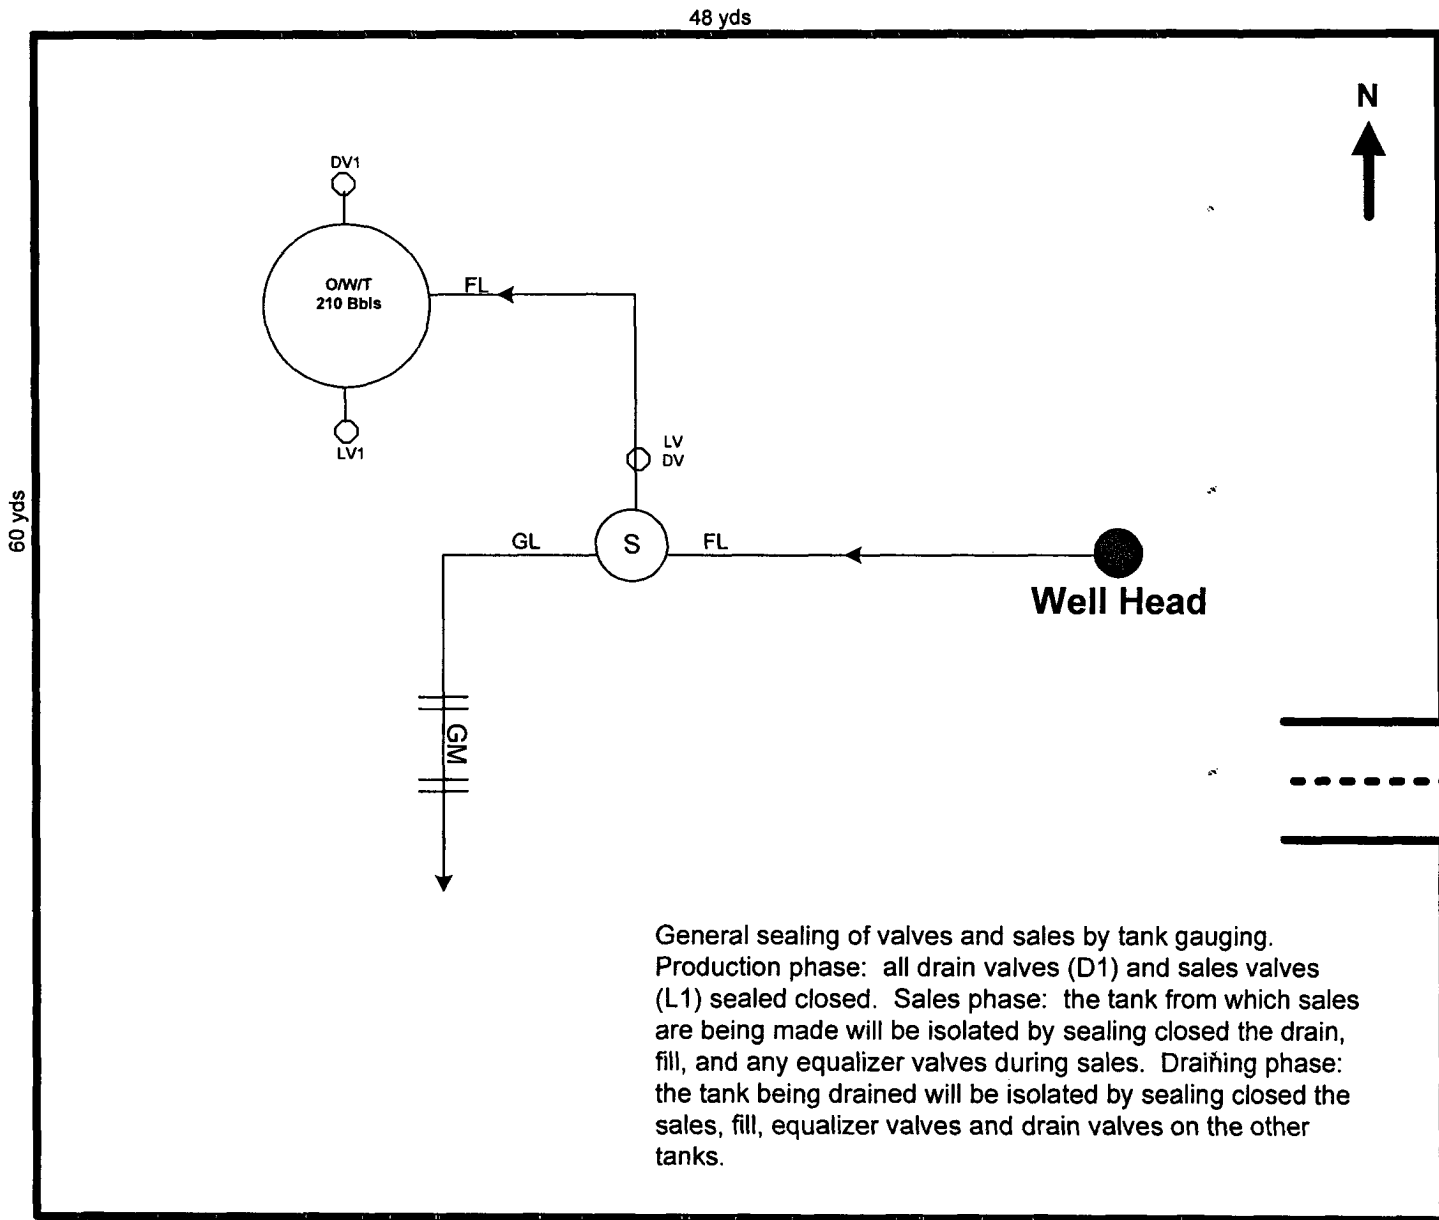 48 yds
N
DV1
O/W/T
210 Bbls
FL
LV1
LV
DV
60 yds
GL
S
FL
Well Head
GM
General sealing of valves and sales by tank gauging.
Production phase: all drain valves (D1) and sales valves
(L1) sealed closed. Sales phase: the tank from which sales
are being made will be isolated by sealing closed the drain,
fill, and any equalizer valves during sales. Draining phase:
the tank being drained will be isolated by sealing closed the
sales, fill, equalizer valves and drain valves on the other
tanks.